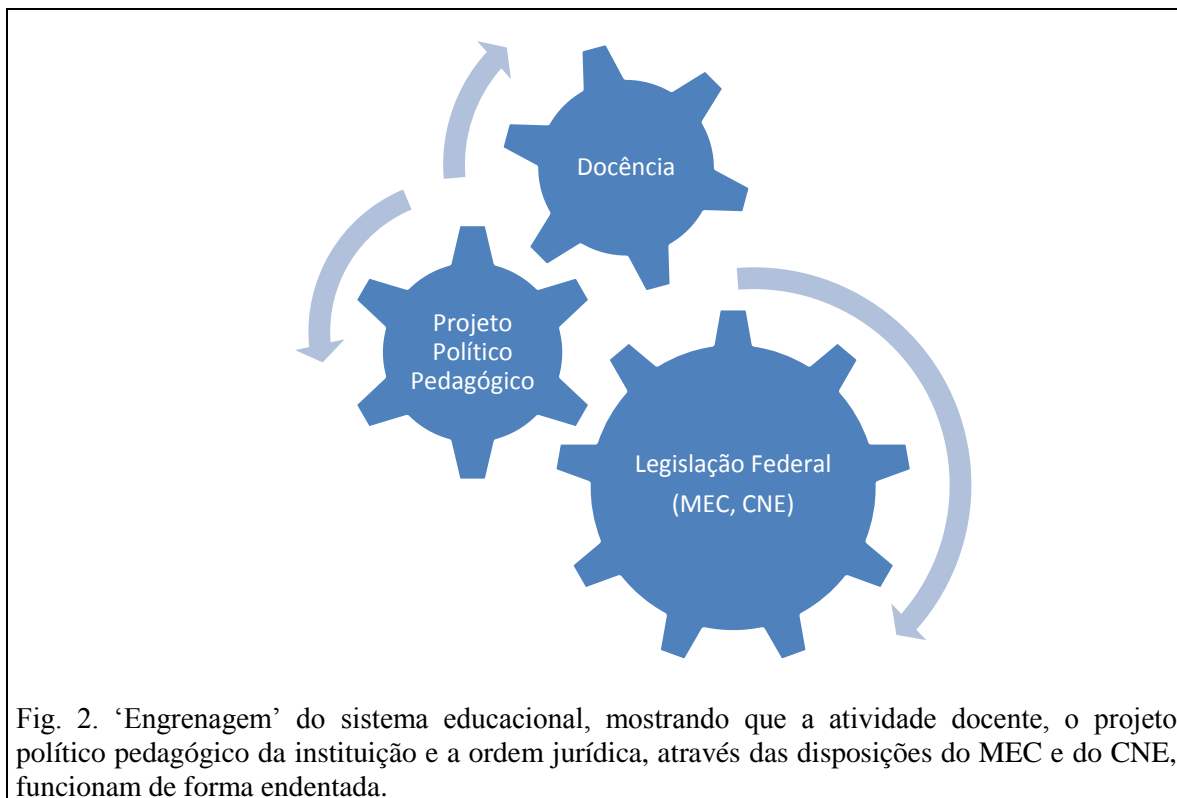 Docência
Projeto
Político
Pedagógico
Legislação Federal
(MEC, CNE)
Fig. 2. ‘Engrenagem’ do sistema educacional, mostrando que a atividade docente, o projeto
político pedagógico da instituição e a ordem jurídica, através das disposições do MEC e do CNE,
funcionam de forma endentada.